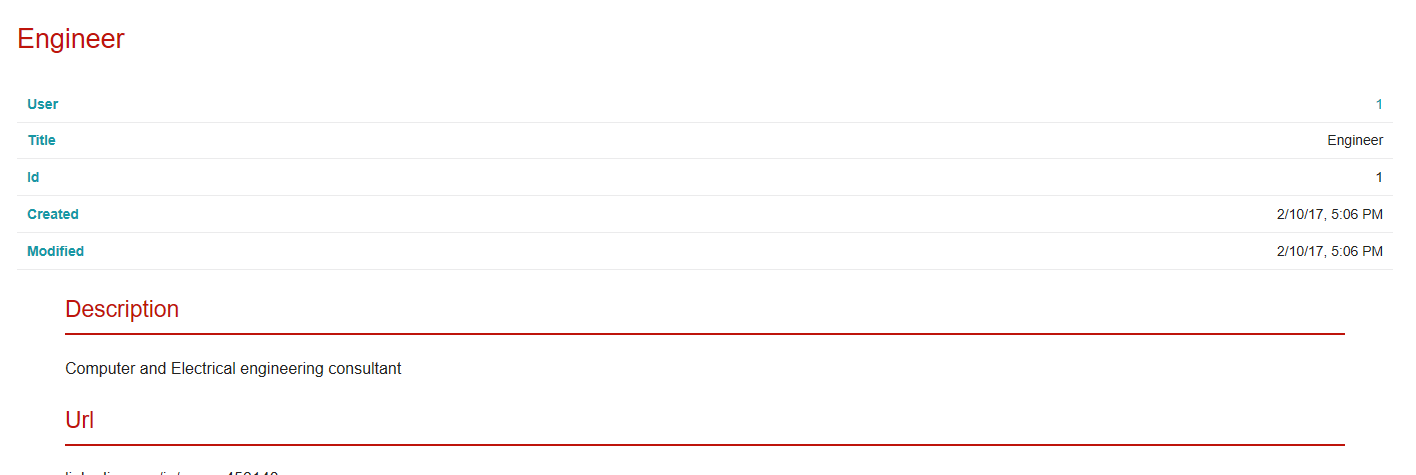 Engineer
User 1
Title Engineer
Id 1
Created 2/10/17, 5:06 PM
Modified 2/10/17, 5:06 PM
Description
Computer and Electrical engineering consultant
Url